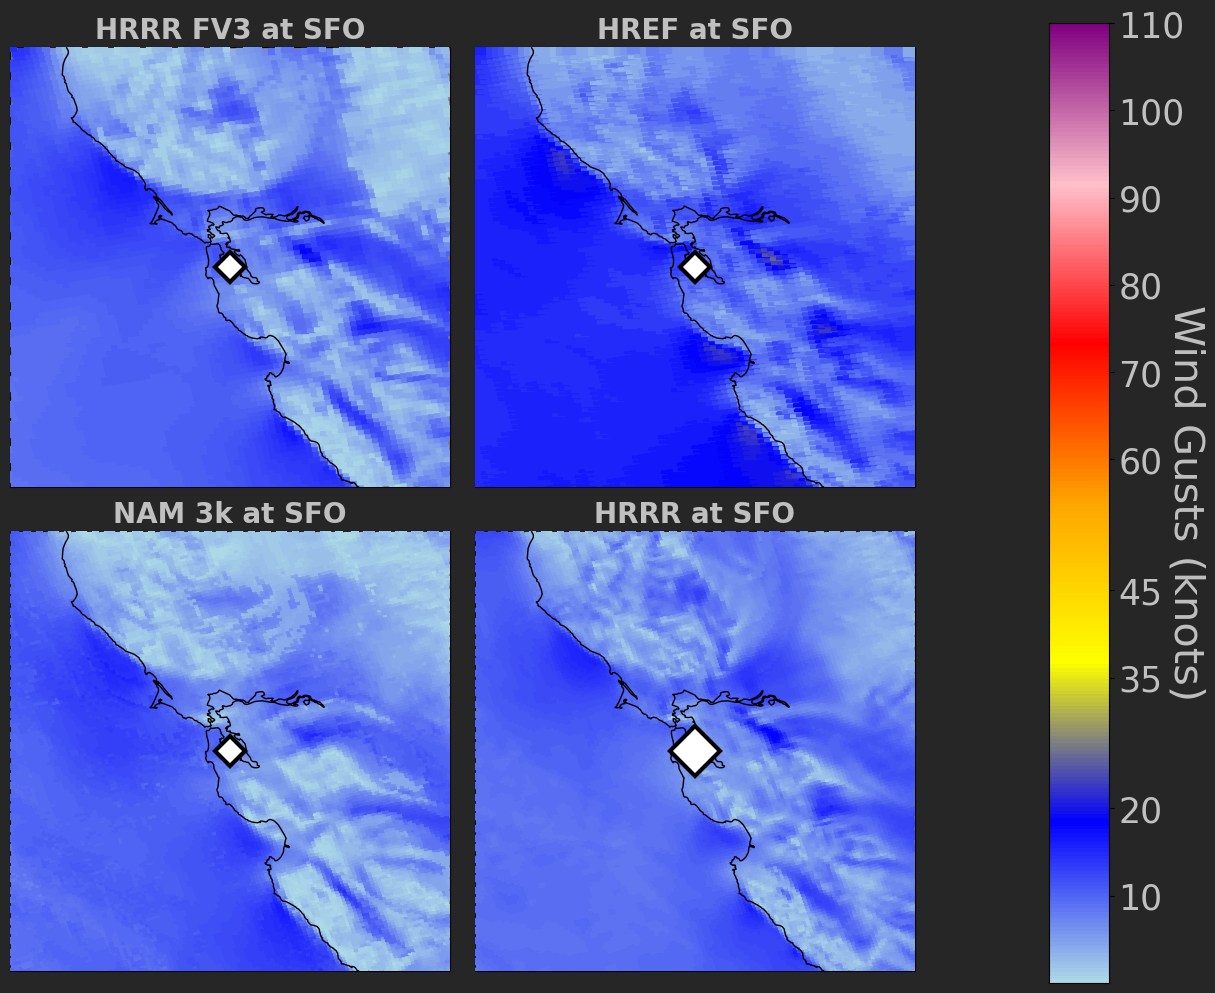 HRRR FV3 at SFO
HREF at SFO
NAM 3k at SFO
HRRR at SFO
110
100
90
80
70
60
45
35
20
10
Wind Gusts (knots)